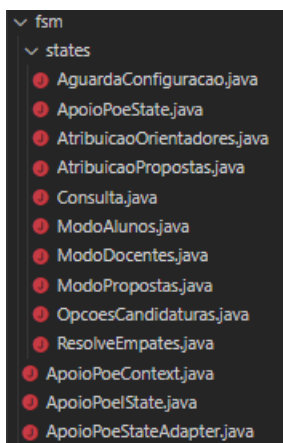 fsm
states
AguardaConfiguracao.java
ApoioPoeState.java
AtribuicaoOrientadores.java
AtribuicaoPropostas.java
Consulta.java
ModoAlunos.java
ModoDocentes.java
ModoPropostas.java
OpcoesCandidaturas.java
ResolveEmpates.java
ApoioPoeContext.java
ApoioPoeIState.java
ApoioPoeStateAdapter.java